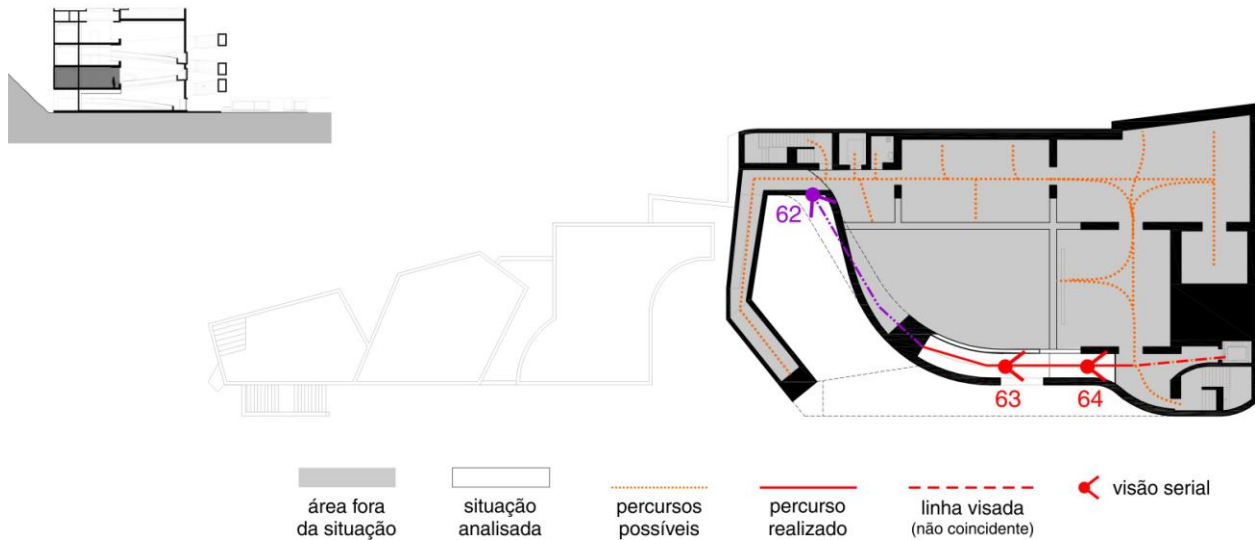 62
63
64
área fora
da situação
situação
analisada
percursos
possíveis
percurso
realizado
linha visada
(não coincidente)
visão serial